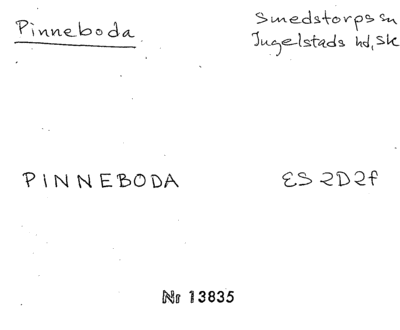 Pinneboda
Smedstorps sn
Ingelstads hd, Sk
PINNEBODA
ES 2D2f
Nr 13835